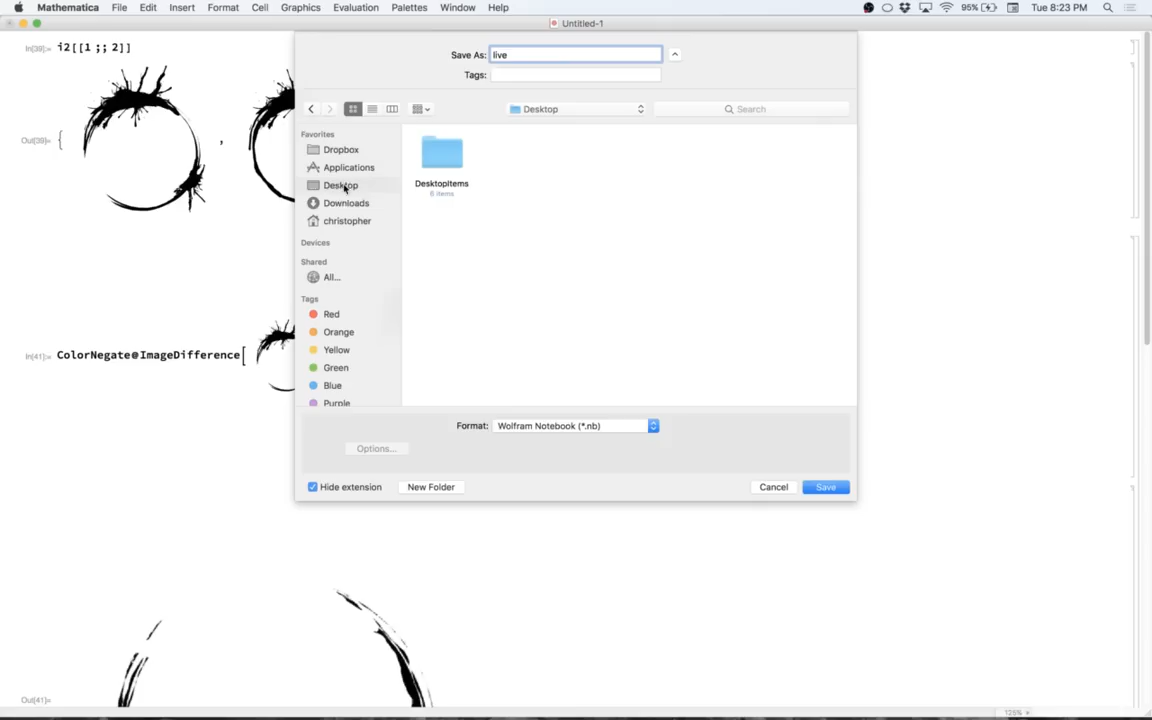 Mathematica File Edit Insert Format Cell Graphics Evaluation Palettes Window Help 95% Tue 8:23 PM
Untitled-1
In[39]:= i2[[1 ;; 2]]
Save As: live
Tags:
Desktop
Search
Favorites
Dropbox
Out[39]= { ,
Applications
Desktop
DesktopItems
6 items
Downloads
christopher
Devices
Shared
All...
Tags
Red
Orange
Yellow
In[41]:= ColorNegate@ImageDifference[
Green
Blue
Purple
Format: Wolfram Notebook (*.nb)
Options...
Hide extension New Folder Cancel Save
Out[41]=
125%